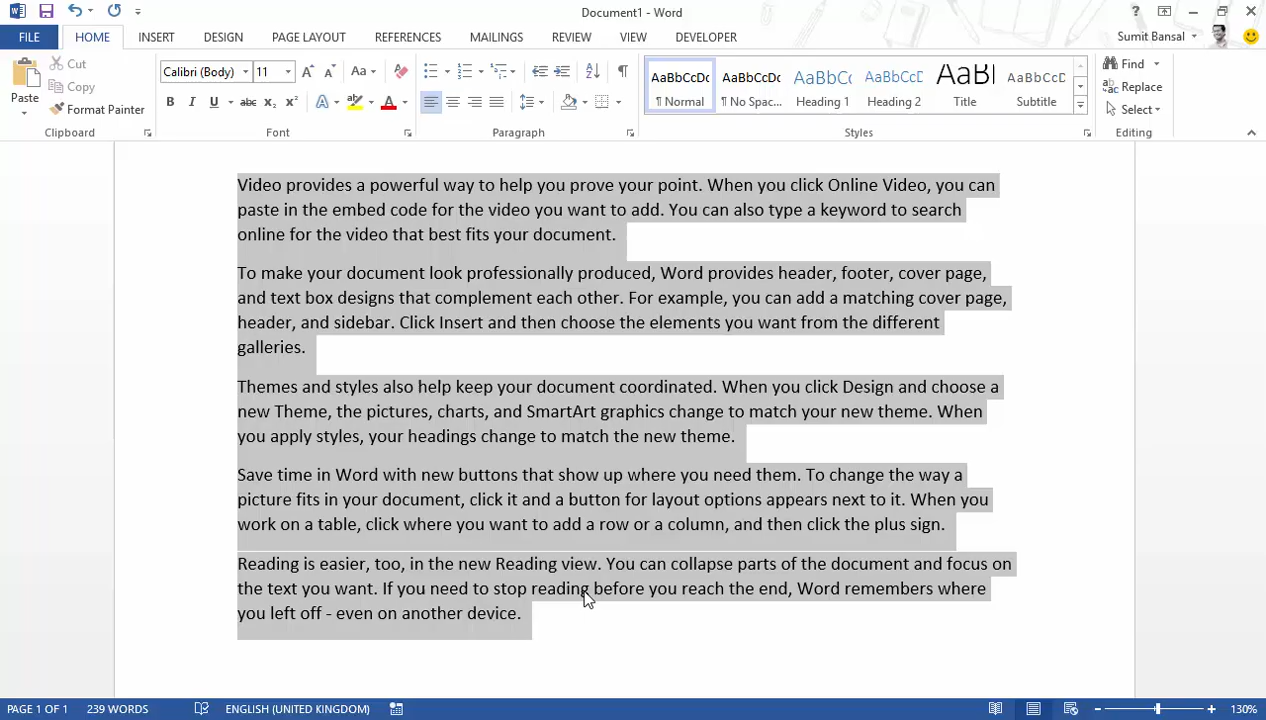 Document1 - Word
Sumit Bansal
FILE HOME INSERT DESIGN PAGE LAYOUT REFERENCES MAILINGS REVIEW VIEW DEVELOPER
Paste
Cut
Copy
Format Painter
Clipboard
Calibri (Body) 11
Aa
B I U abc x₂ x²
A ab A
Font
Paragraph
AaBbCcDc AaBbCcDc AaBbCc AaBbCcD AaBl AaBbCcD
¶ Normal ¶ No Spac... Heading 1 Heading 2 Title Subtitle
Styles
Find
Replace
Select
Editing
Video provides a powerful way to help you prove your point. When you click Online Video, you can
paste in the embed code for the video you want to add. You can also type a keyword to search
online for the video that best fits your document.
To make your document look professionally produced, Word provides header, footer, cover page,
and text box designs that complement each other. For example, you can add a matching cover page,
header, and sidebar. Click Insert and then choose the elements you want from the different
galleries.
Themes and styles also help keep your document coordinated. When you click Design and choose a
new Theme, the pictures, charts, and SmartArt graphics change to match your new theme. When
you apply styles, your headings change to match the new theme.
Save time in Word with new buttons that show up where you need them. To change the way a
picture fits in your document, click it and a button for layout options appears next to it. When you
work on a table, click where you want to add a row or a column, and then click the plus sign.
Reading is easier, too, in the new Reading view. You can collapse parts of the document and focus on
the text you want. If you need to stop reading before you reach the end, Word remembers where
you left off - even on another device.
PAGE 1 OF 1 239 WORDS ENGLISH (UNITED KINGDOM) 130%